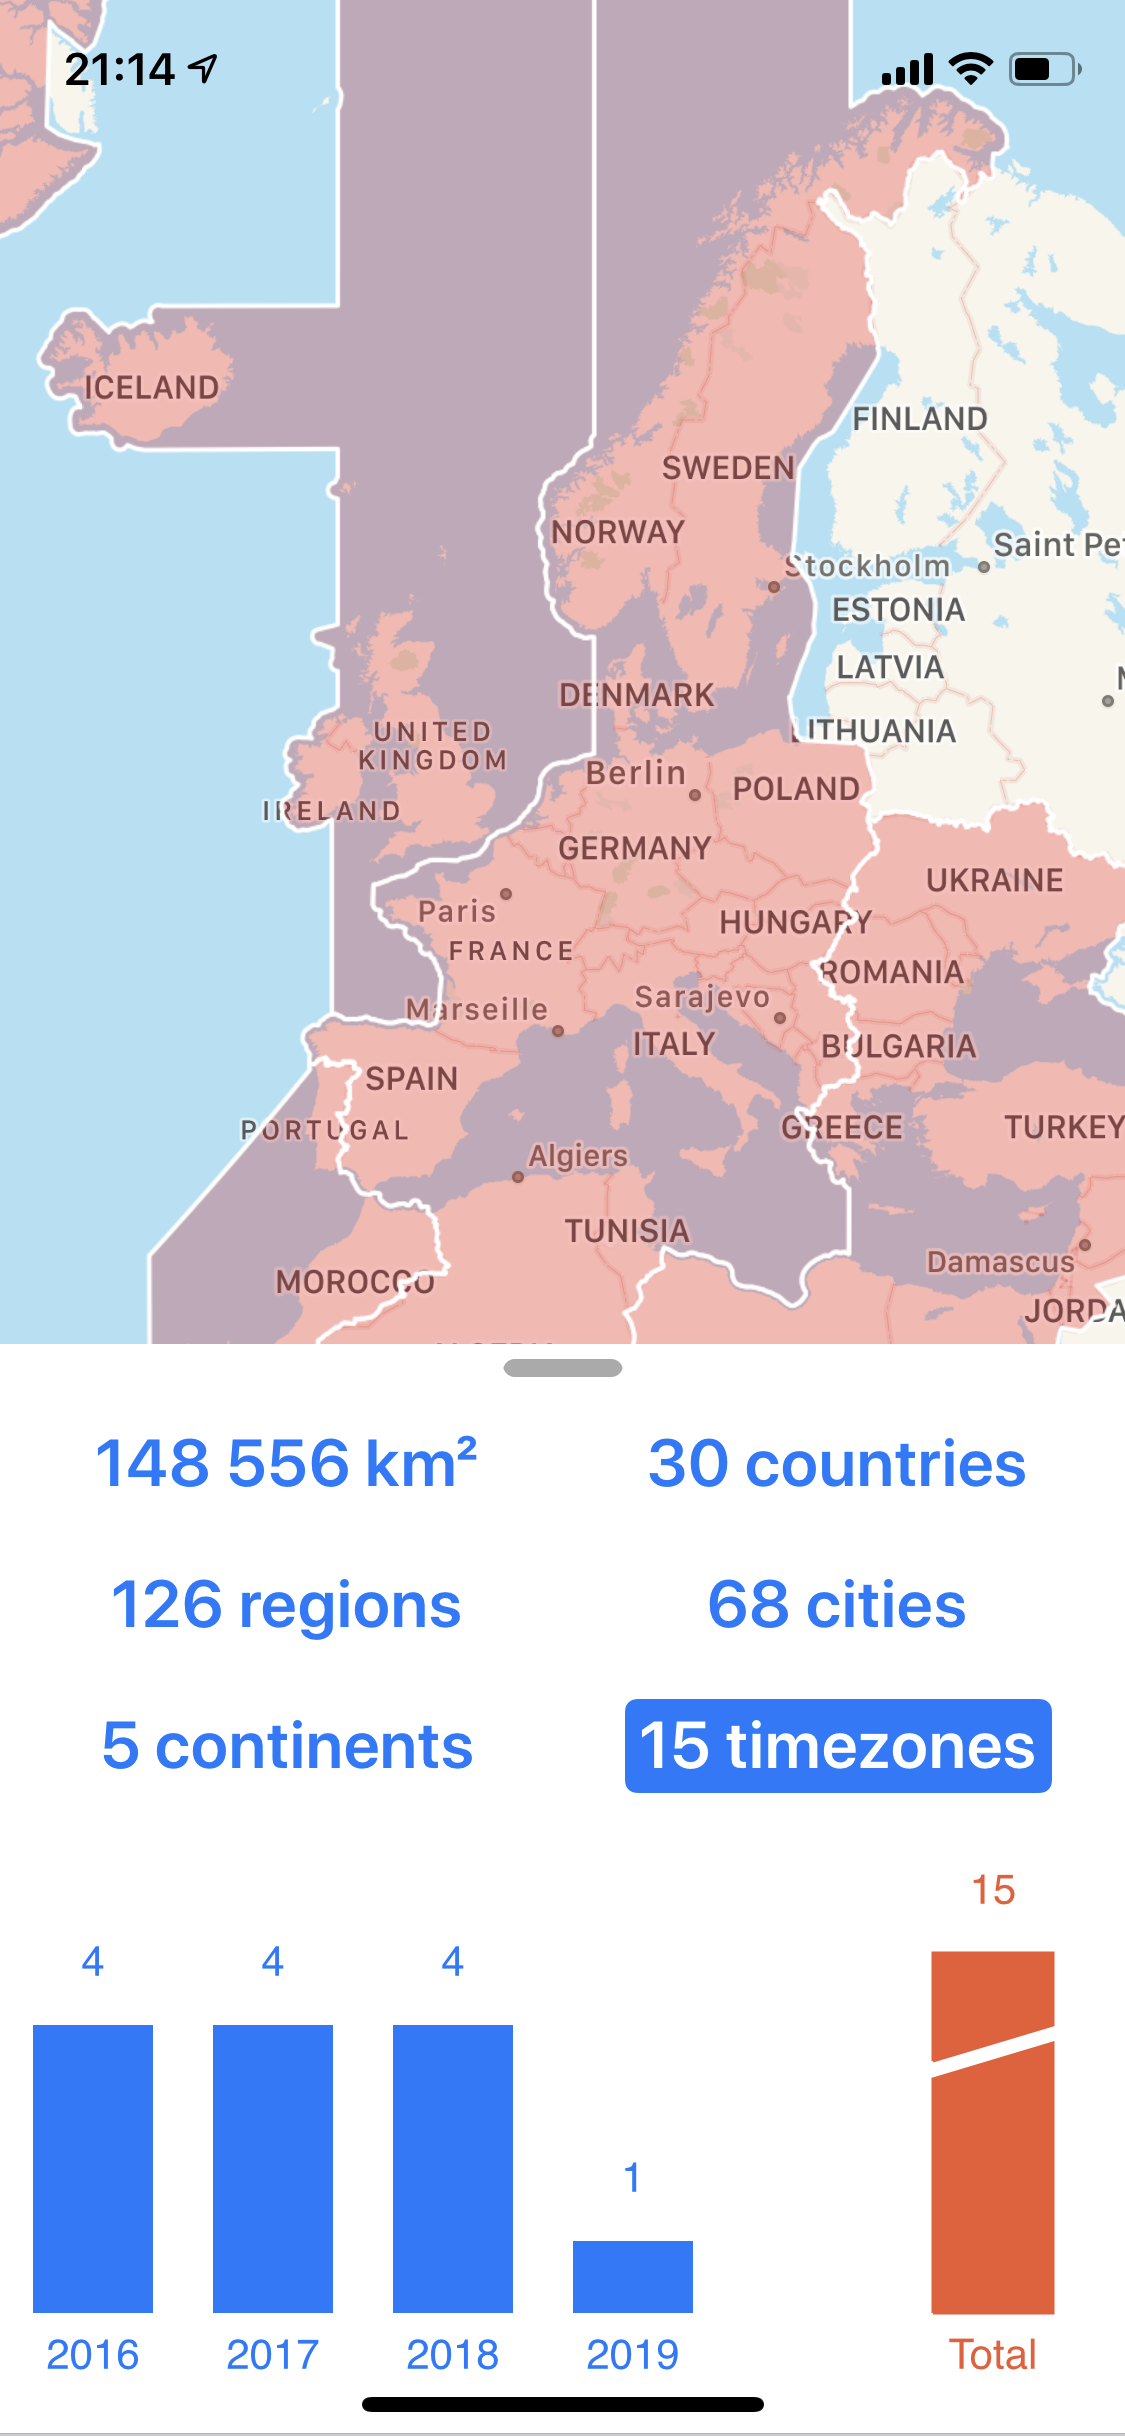 21:14
ICELAND
FINLAND
SWEDEN
NORWAY
Saint Pe
Stockholm
ESTONIA
LATVIA
DENMARK
LITHUANIA
UNITED
KINGDOM
Berlin
POLAND
IRELAND
GERMANY
UKRAINE
Paris
HUNGARY
FRANCE
ROMANIA
Sarajevo
Marseille
ITALY
BULGARIA
SPAIN
PORTUGAL
GREECE
TURKEY
Algiers
TUNISIA
Damascus
MOROCCO
JORDA
148 556 km²
30 countries
126 regions
68 cities
5 continents
15 timezones
15
4
4
4
1
2016
2017
2018
2019
Total